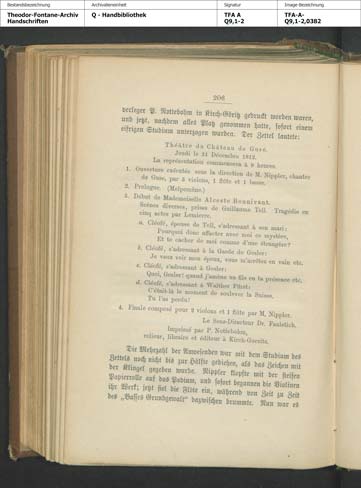 Bestandsbezeichnung
Theodor-Fontane-Archiv
Handschriften
Archivalieneinheit
Q - Handbibliothek
Signatur
TFA A
Q9,1-2
Image Bezeichnung
TFA-A-
Q9,1-2,0382
206
verleger P. Nottebohm in Kirch-Göritz gedruckt worden waren,
und jetzt, nachdem alles Platz genommen hatte, sofort einem
eifrigen Studium unterzogen wurden. Der Zettel lautete:
Théâtre du Château de Guse.
Jeudi le 31 Décembre 1812.
La représentation commencera à 8 heures.
1. Ouverture exécutée sous la direction de M. Nippler, chantre
de Guse, par 3 violons, 1 flûte et 1 basse.
2. Prologue. (Melpomène.)
3. Début de Mademoiselle Alceste Bonnivant.
Scènes diverses, prises de Guillaume Tell. Tragédie en
cinq actes par Lemierre.
a. Cléofé, épouse de Tell, s'adressant à son mari:
Pourquoi donc affecter avec moi ce mystère,
Et te cacher de moi comme d'une étrangère?
b. Cléofé, s'adressant à la Garde de Gesler:
Je veux voir mon époux, vous m'arrêtez en vain etc.
c. Cléofé, s'adressant à Gesler:
Quoi, Gesler! quand j'amène un fils en ta présence etc.
d. Cléofé, s'adressant à Walther Fürst:
C'était-là le moment de soulever la Suisse.
Tu l'as perdu!
4. Finale composé pour 2 violons et 1 flûte par M. Nippler.
Le Sous-Directeur Dr. Faulstich.
Imprimé par P. Nottebohm,
relieur, libraire et éditeur à Kirch-Goeritz.
Die Mehrzahl der Anwesenden war mit dem Studium des
Zettels noch nicht bis zur Hälfte gediehen, als das Zeichen mit
der Klingel gegeben wurde. Nippler klopfte mit der steifen
Papierrolle auf das Podium, und sofort begannen die Violinen
ihr Werk; jetzt fiel die Flöte ein, während von Zeit zu Zeit
des „Basses Grundgewalt“ dazwischen brummte. Nun war es